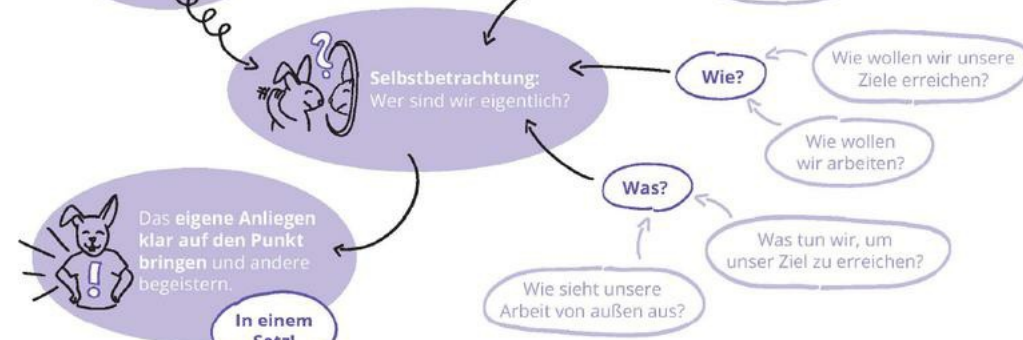 ?
Selbstbetrachtung:
Wer sind wir eigentlich?
Wie?
Wie wollen wir unsere
Ziele erreichen?
Wie wollen
wir arbeiten?
Was?
Was tun wir, um
unser Ziel zu erreichen?
Wie sieht unsere
Arbeit von außen aus?
Das eigene Anliegen
klar auf den Punkt
bringen und andere
begeistern.
!
In einem
Satz!